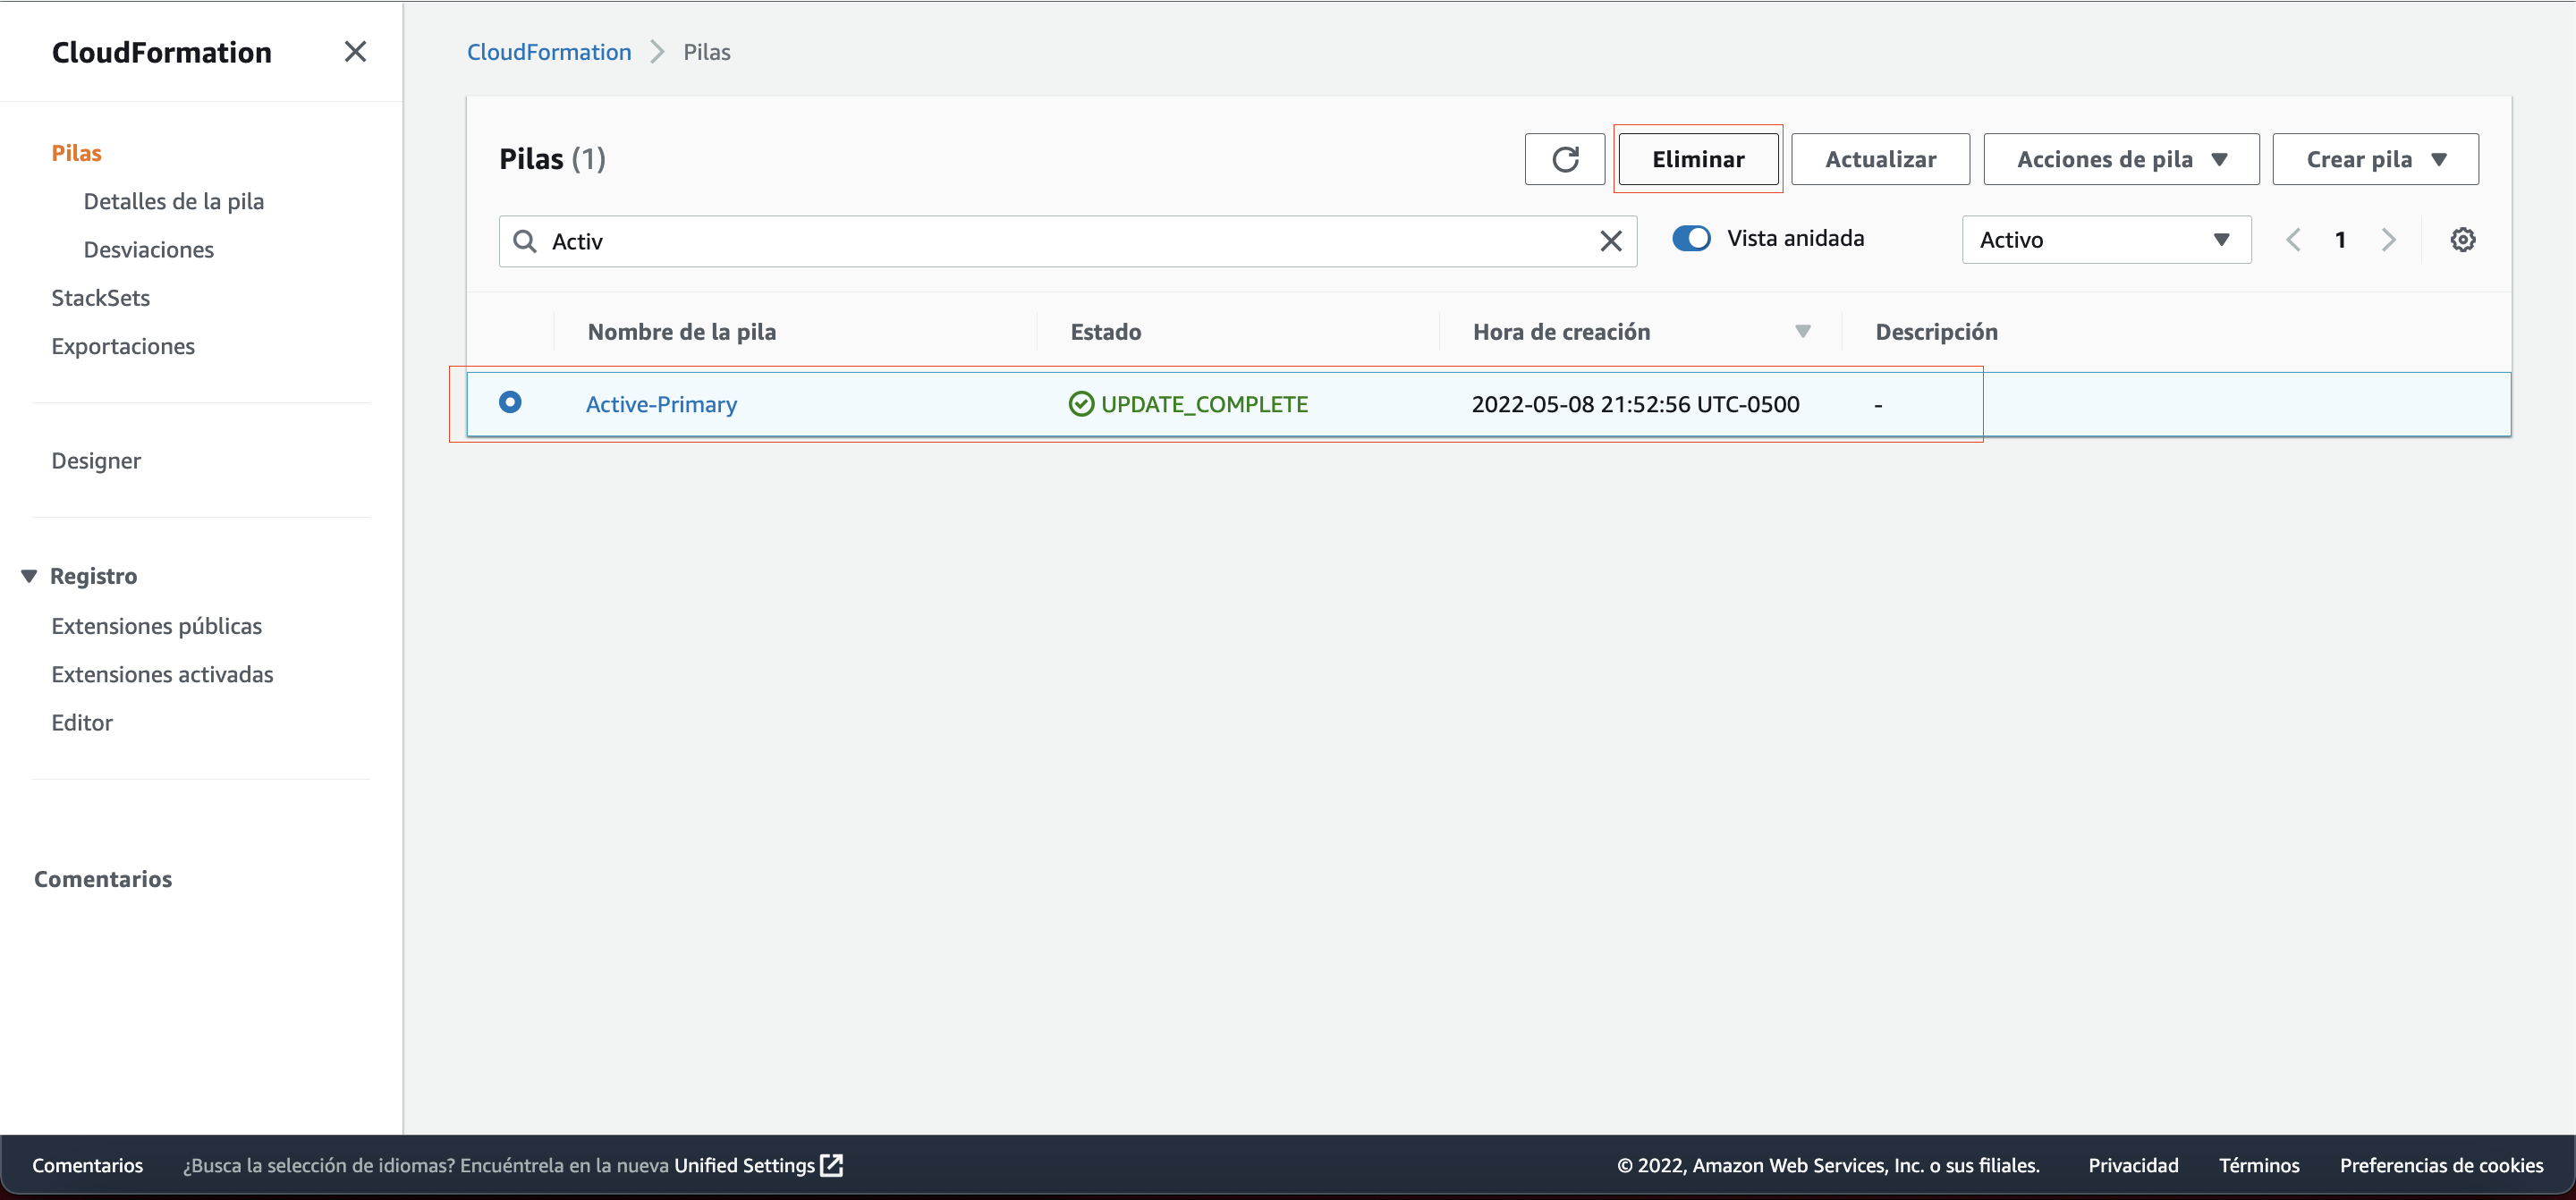 CloudFormation
CloudFormation > Pilas
Pilas
Detalles de la pila
Desviaciones
StackSets
Exportaciones
Designer
Registro
Extensiones públicas
Extensiones activadas
Editor
Comentarios
Pilas (1)
Eliminar
Actualizar
Acciones de pila
Crear pila
Activ
Vista anidada
Activo
1
Nombre de la pila Estado Hora de creación Descripción
Active-Primary UPDATE_COMPLETE 2022-05-08 21:52:56 UTC-0500 -
Comentarios ¿Busca la selección de idiomas? Encuéntrela en la nueva Unified Settings © 2022, Amazon Web Services, Inc. o sus filiales. Privacidad Términos Preferencias de cookies